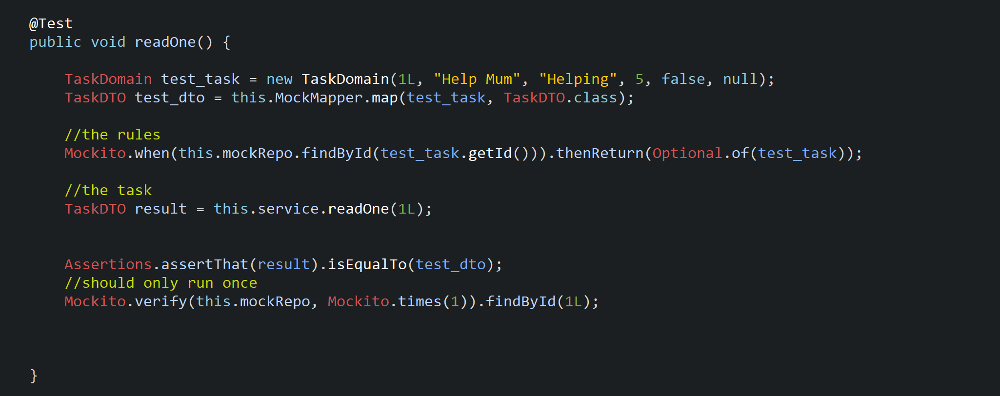 @Test
public void readOne() {
TaskDomain test_task = new TaskDomain(1L, "Help Mum", "Helping", 5, false, null);
TaskDTO test_dto = this.MockMapper.map(test_task, TaskDTO.class);
//the rules
Mockito.when(this.mockRepo.findById(test_task.getId())).thenReturn(Optional.of(test_task));
//the task
TaskDTO result = this.service.readOne(1L);
Assertions.assertThat(result).isEqualTo(test_dto);
//should only run once
Mockito.verify(this.mockRepo, Mockito.times(1)).findById(1L);
}